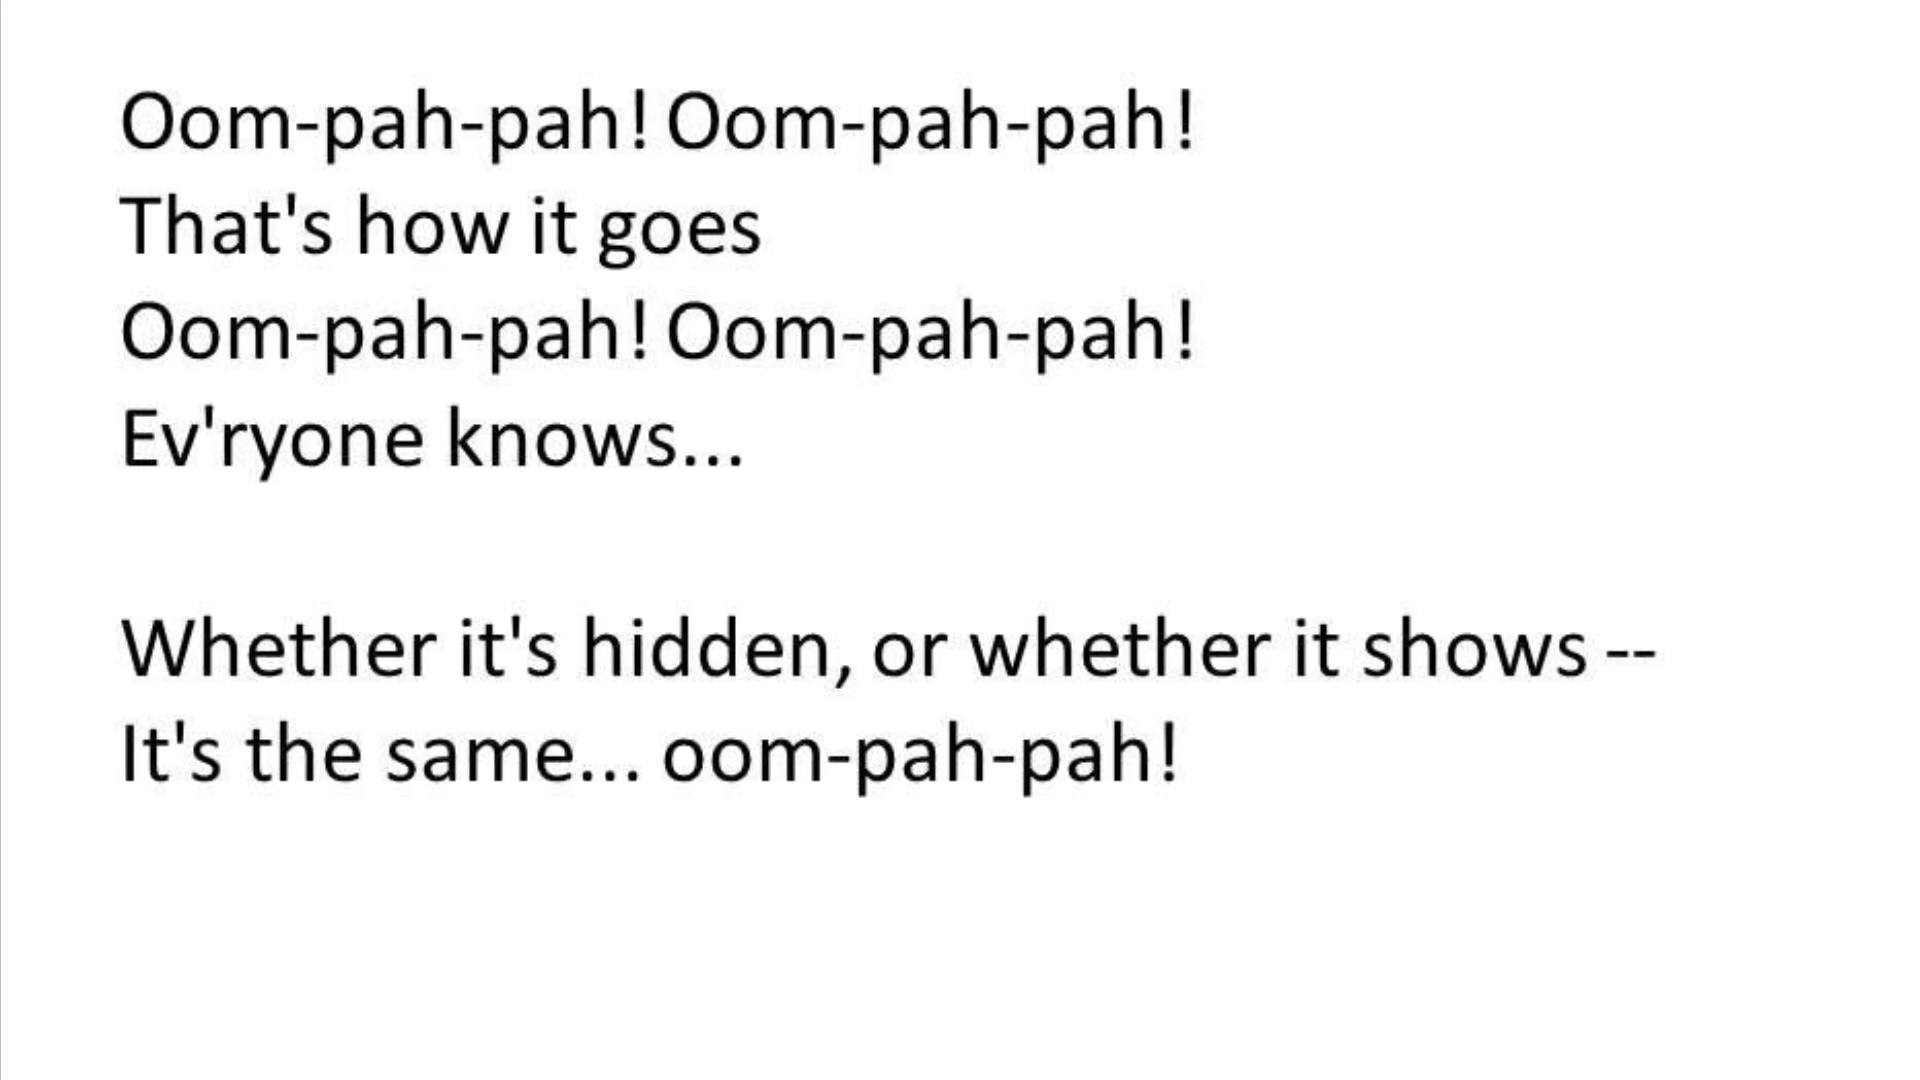 Oom-pah-pah! Oom-pah-pah!
That's how it goes
Oom-pah-pah! Oom-pah-pah!
Ev'ryone knows...
Whether it's hidden, or whether it shows --
It's the same... oom-pah-pah!